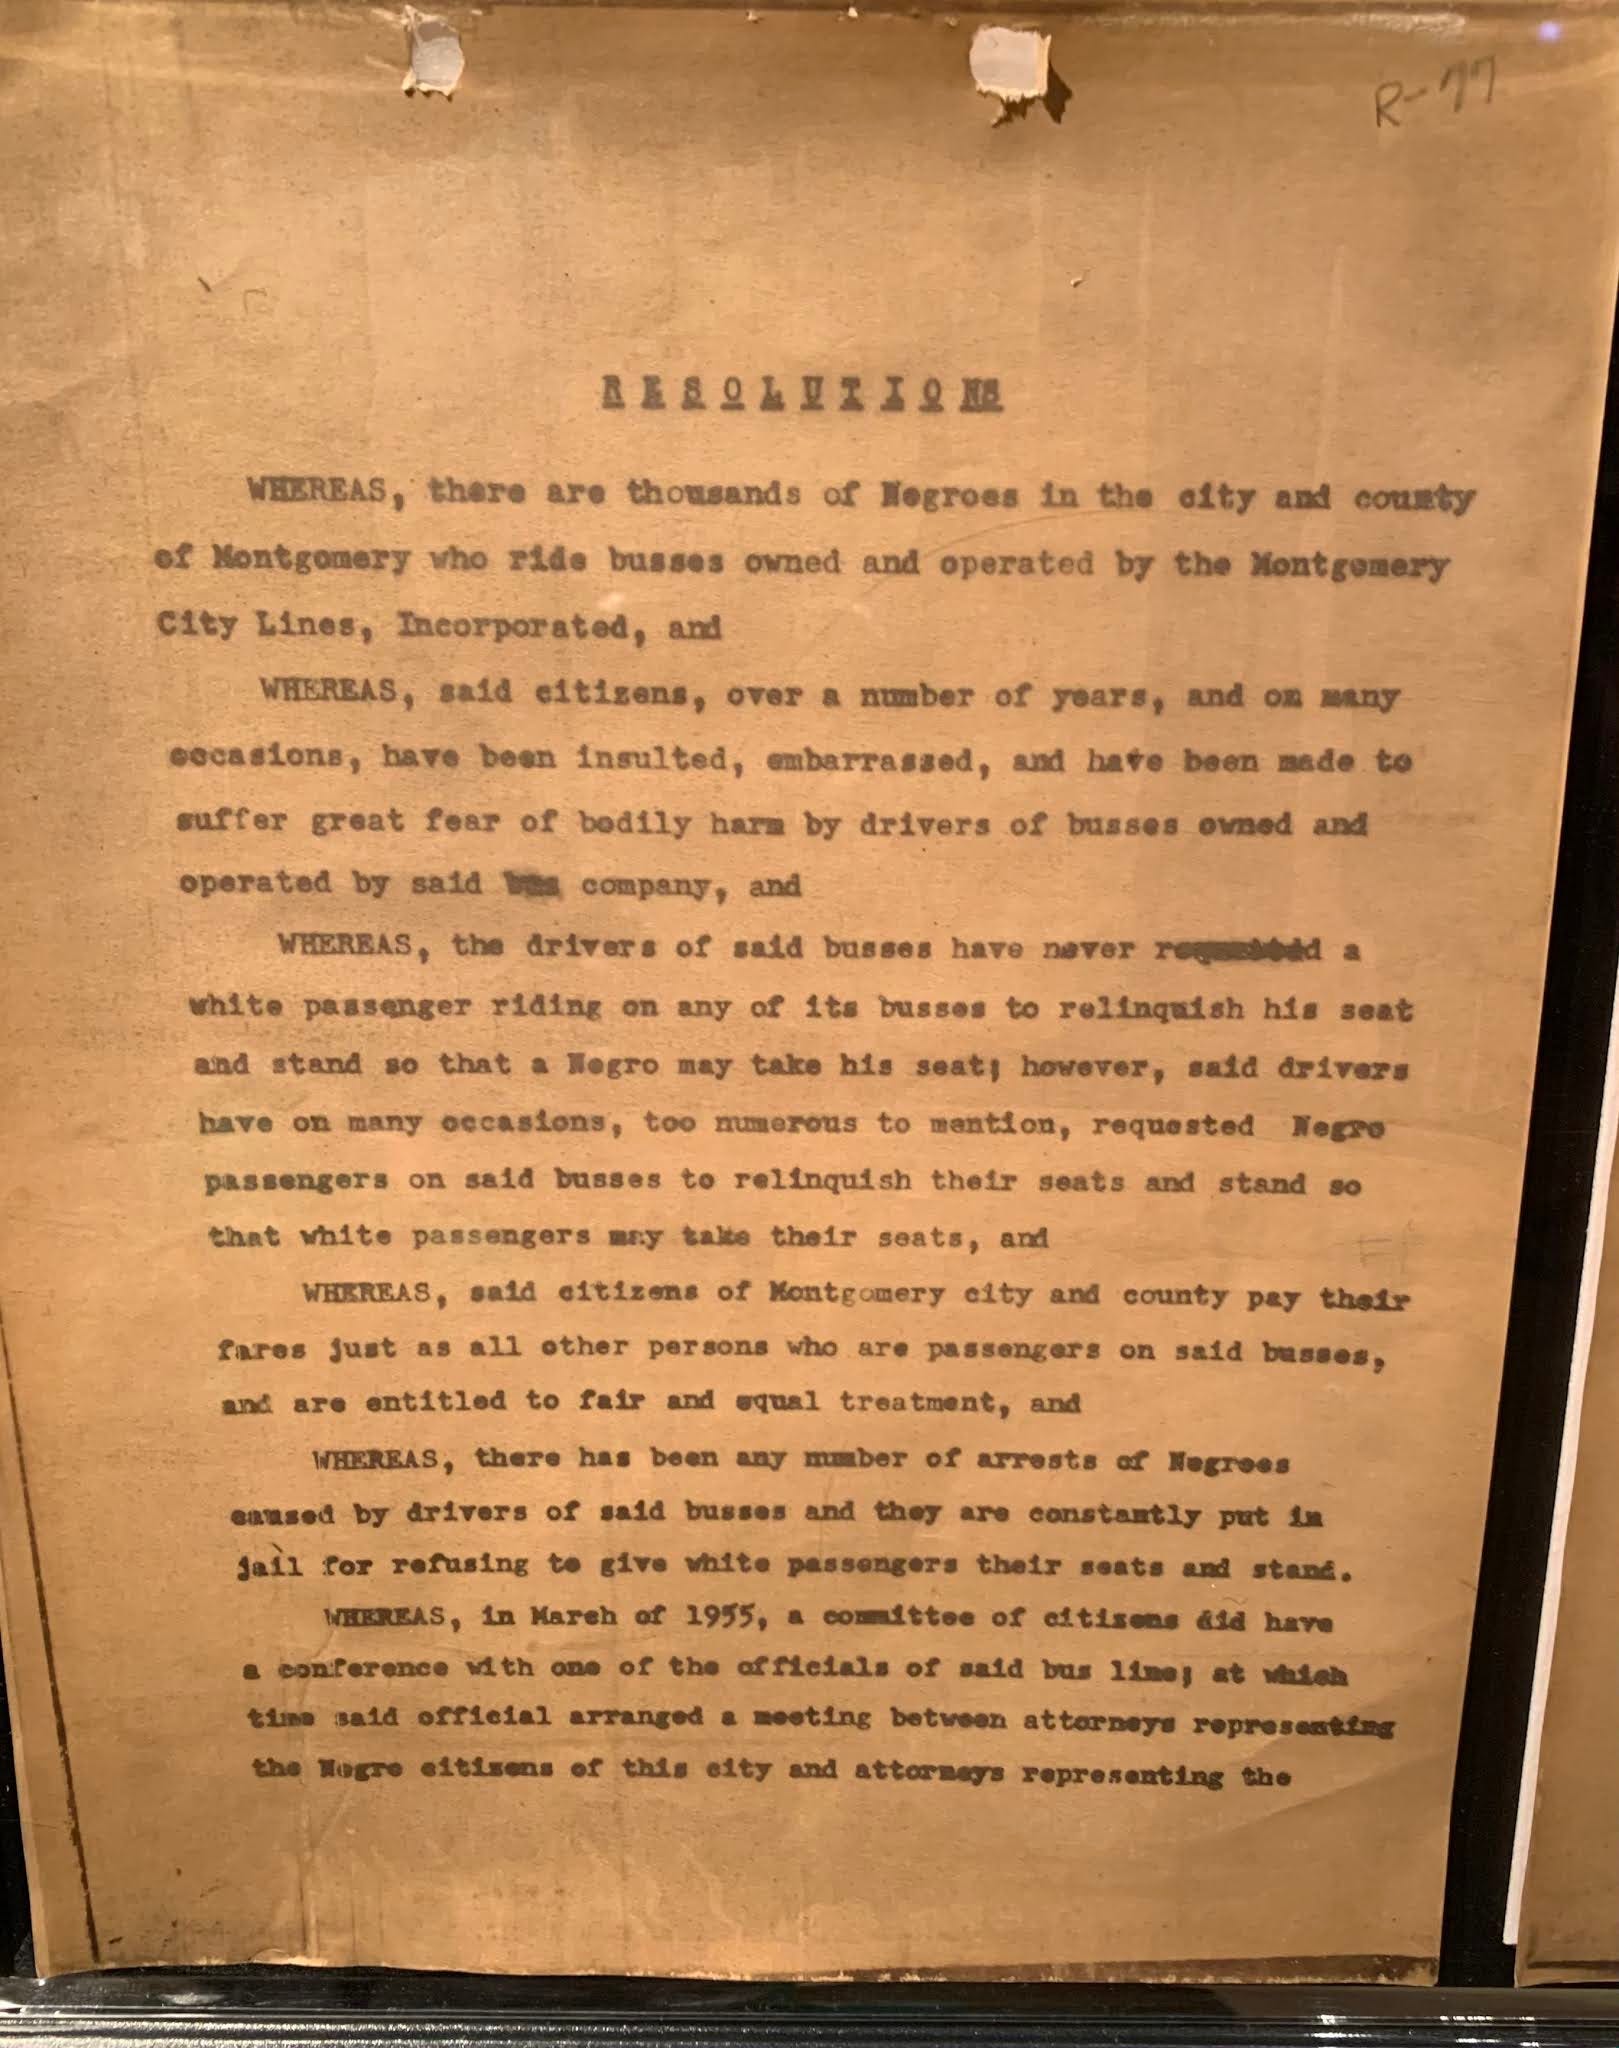 R-77
RESOLUTIONS
WHEREAS, there are thousands of Negroes in the city and county
of Montgomery who ride busses owned and operated by the Montgomery
City Lines, Incorporated, and
WHEREAS, said citizens, over a number of years, and on many
occasions, have been insulted, embarrassed, and have been made to
suffer great fear of bodily harm by drivers of busses owned and
operated by said bus company, and
WHEREAS, the drivers of said busses have never a
white passenger riding on any of its busses to relinquish his seat
and stand so that a Negro may take his seat; however, said drivers
have on many occasions, too numerous to mention, requested Negro
passengers on said busses to relinquish their seats and stand so
that white passengers may take their seats, and
WHEREAS, said citizens of Montgomery city and county pay their
fares just as all other persons who are passengers on said busses,
and are entitled to fair and equal treatment, and
WHEREAS, there has been any number of arrests of Negroes
caused by drivers of said busses and they are constantly put in
jail for refusing to give white passengers their seats and stand.
WHEREAS, in March of 1955, a committee of citizens did have
a conference with one of the officials of said bus line; at which
time said official arranged a meeting between attorneys representing
the Negro citizens of this city and attorneys representing the